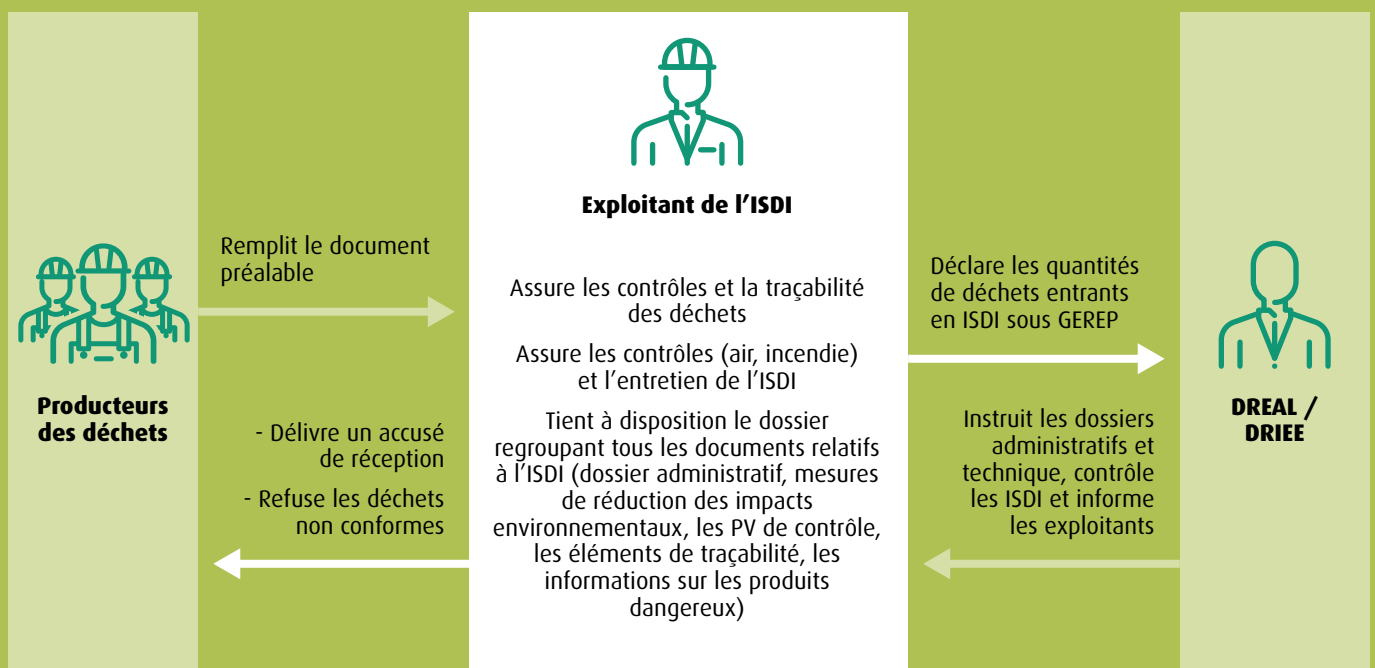 Producteurs
des déchets
Remplit le document
préalable
- Délivre un accusé
de réception
- Refuse les déchets
non conformes
Exploitant de l'ISDI
Assure les contrôles et la traçabilité
des déchets
Assure les contrôles (air, incendie)
et l'entretien de l'ISDI
Tient à disposition le dossier
regroupant tous les documents relatifs
à l'ISDI (dossier administratif, mesures
de réduction des impacts
environnementaux, les PV de contrôle,
les éléments de traçabilité, les
informations sur les produits
dangereux)
Déclare les quantités
de déchets entrants
en ISDI sous GEREP
Instruit les dossiers
administratifs et
technique, contrôle
les ISDI et informe
les exploitants
DREAL /
DRIEE